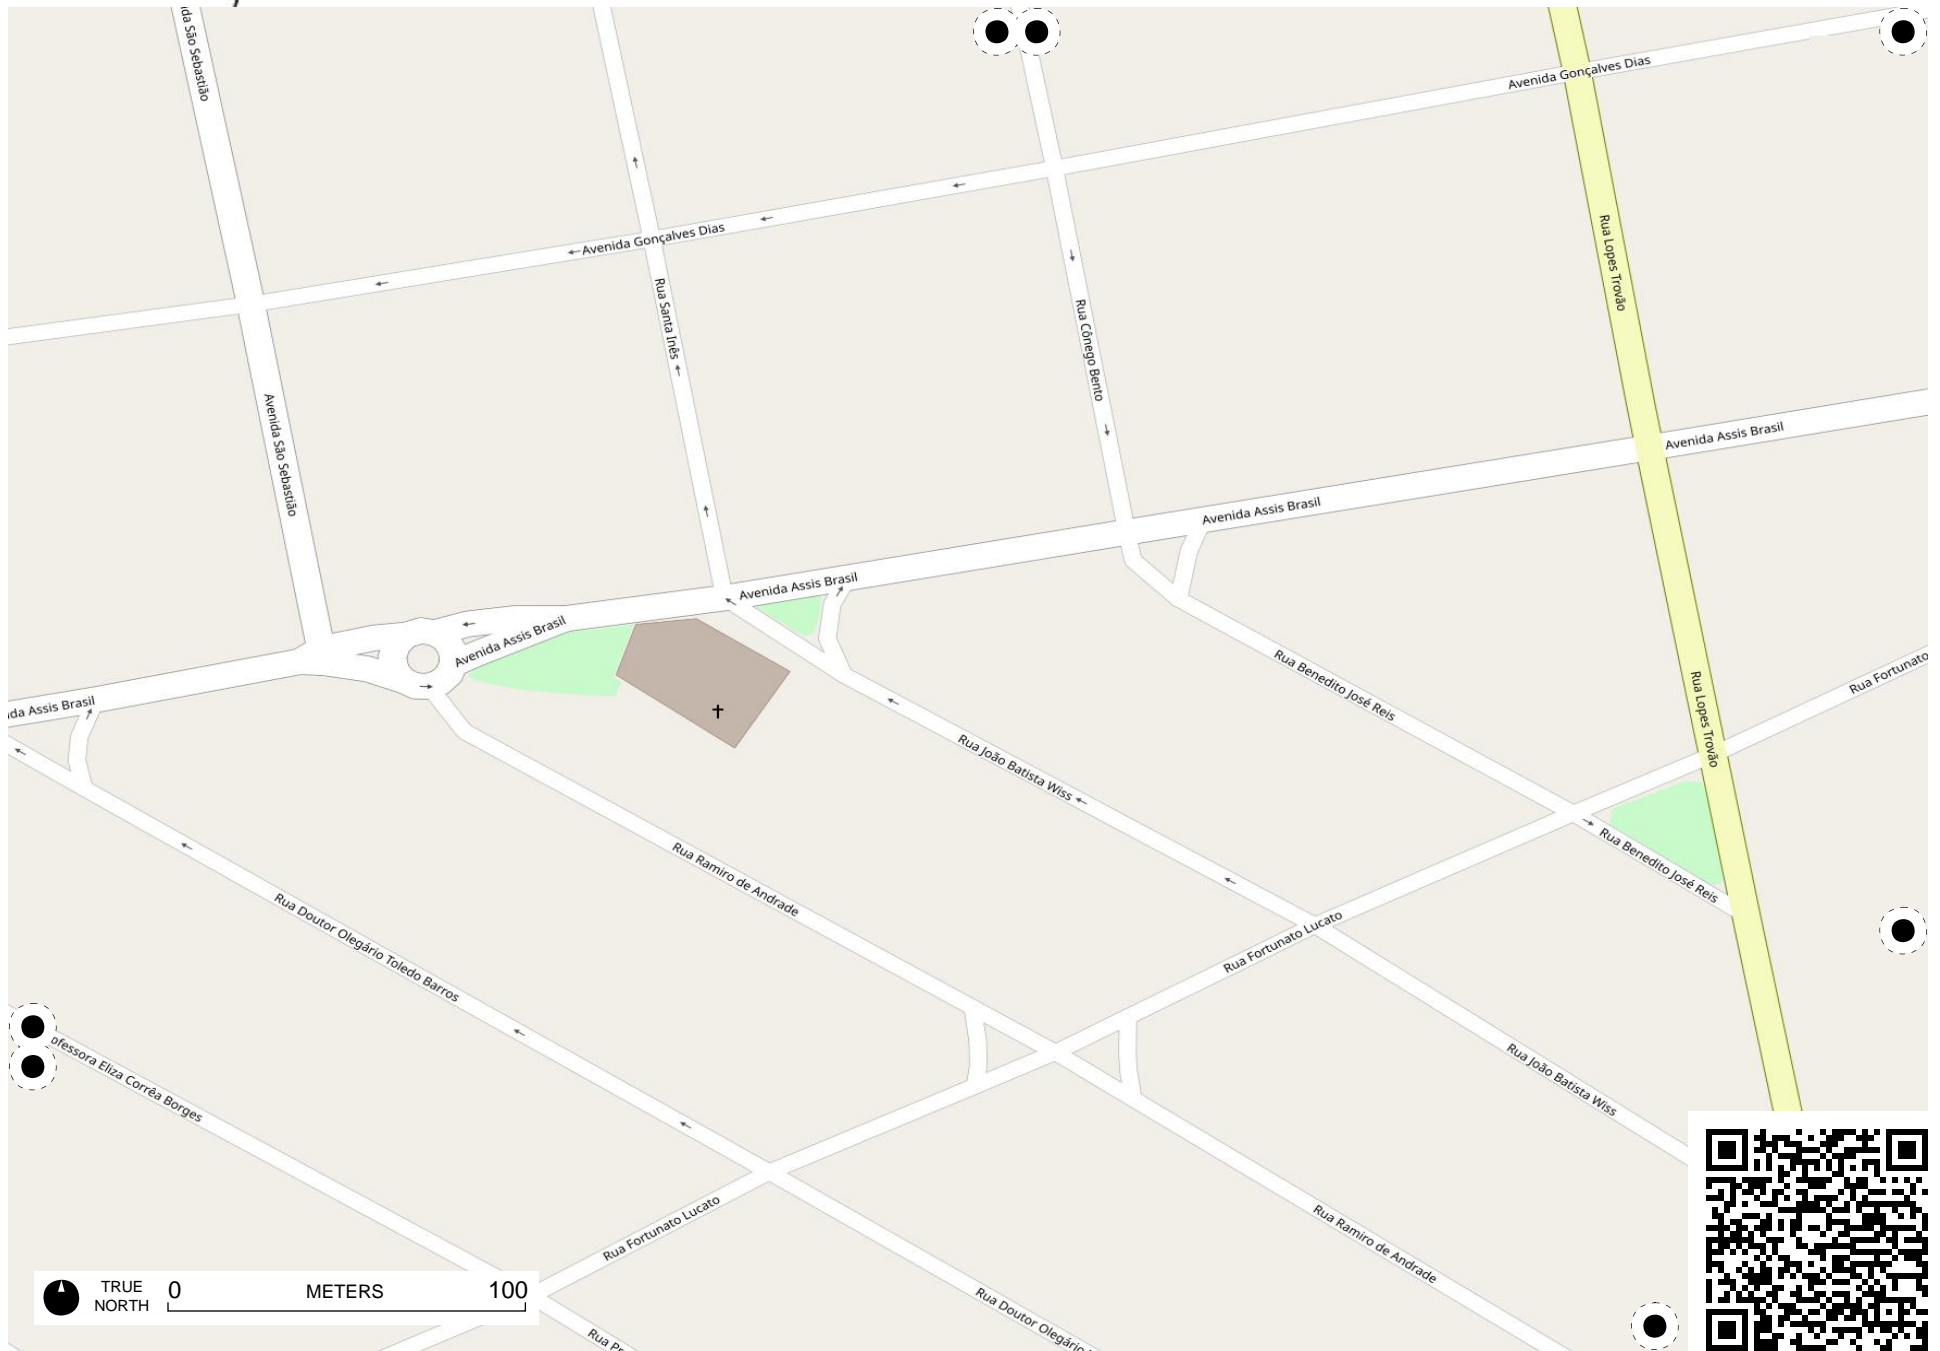 Avenida São Sebastião
Avenida Gonçalves Dias
Avenida Gonçalves Dias
Rua Lopes Trovão
Rua Santa Inês
Rua Cônego Bento
Avenida São Sebastião
Avenida Assis Brasil
Avenida Assis Brasil
Avenida Assis Brasil
Avenida Assis Brasil
da Assis Brasil
Rua Benedito José Reis
Rua Fortunato
Rua Lopes Trovão
Rua João Batista Wiss
Rua Ramiro de Andrade
Rua Benedito José Reis
Rua Doutor Olegário Toledo Barros
Rua Fortunato Lucato
ofessora Eliza Corrêa Borges
Rua João Batista Wiss
Rua Fortunato Lucato
Rua Ramiro de Andrade
Rua Doutor Olegário
TRUE
NORTH
0 METERS 100